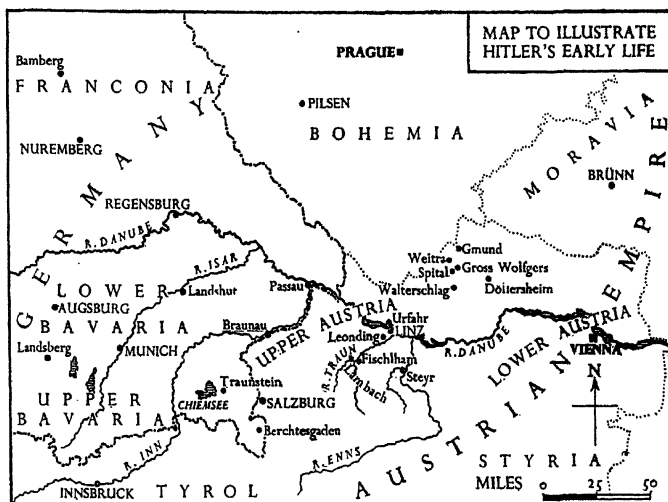 MAP TO ILLUSTRATE
HITLER'S EARLY LIFE
PRAGUE
Bamberg
FRANCONIA
PILSEN
BOHEMIA
GERMANY
NUREMBERG
MORAVIA
BRÜNN
REGENSBURG
R. DANUBE
R. ISAR
Gmund
Weitra
Spital
Gross Wolfgers
Walterschlag
Döllersheim
LOWER
BAVARIA
AUGSBURG
Landshut
Passau
UPPER AUSTRIA
Urfahr
LINZ
Leonding
R. DANUBE
LOWER AUSTRIA
VIENNA
Braunau
Landsberg
MUNICH
Fischlham
R. TRAUN
Lambach
Steyr
Traunstein
CHIEMSEE
SALZBURG
UPPER
BAVARIA
Berchtesgaden
R. INN
R. ENNS
AUSTRIAN EMPIRE
N
INNSBRUCK
TYROL
STYRIA
MILES
0 25 50